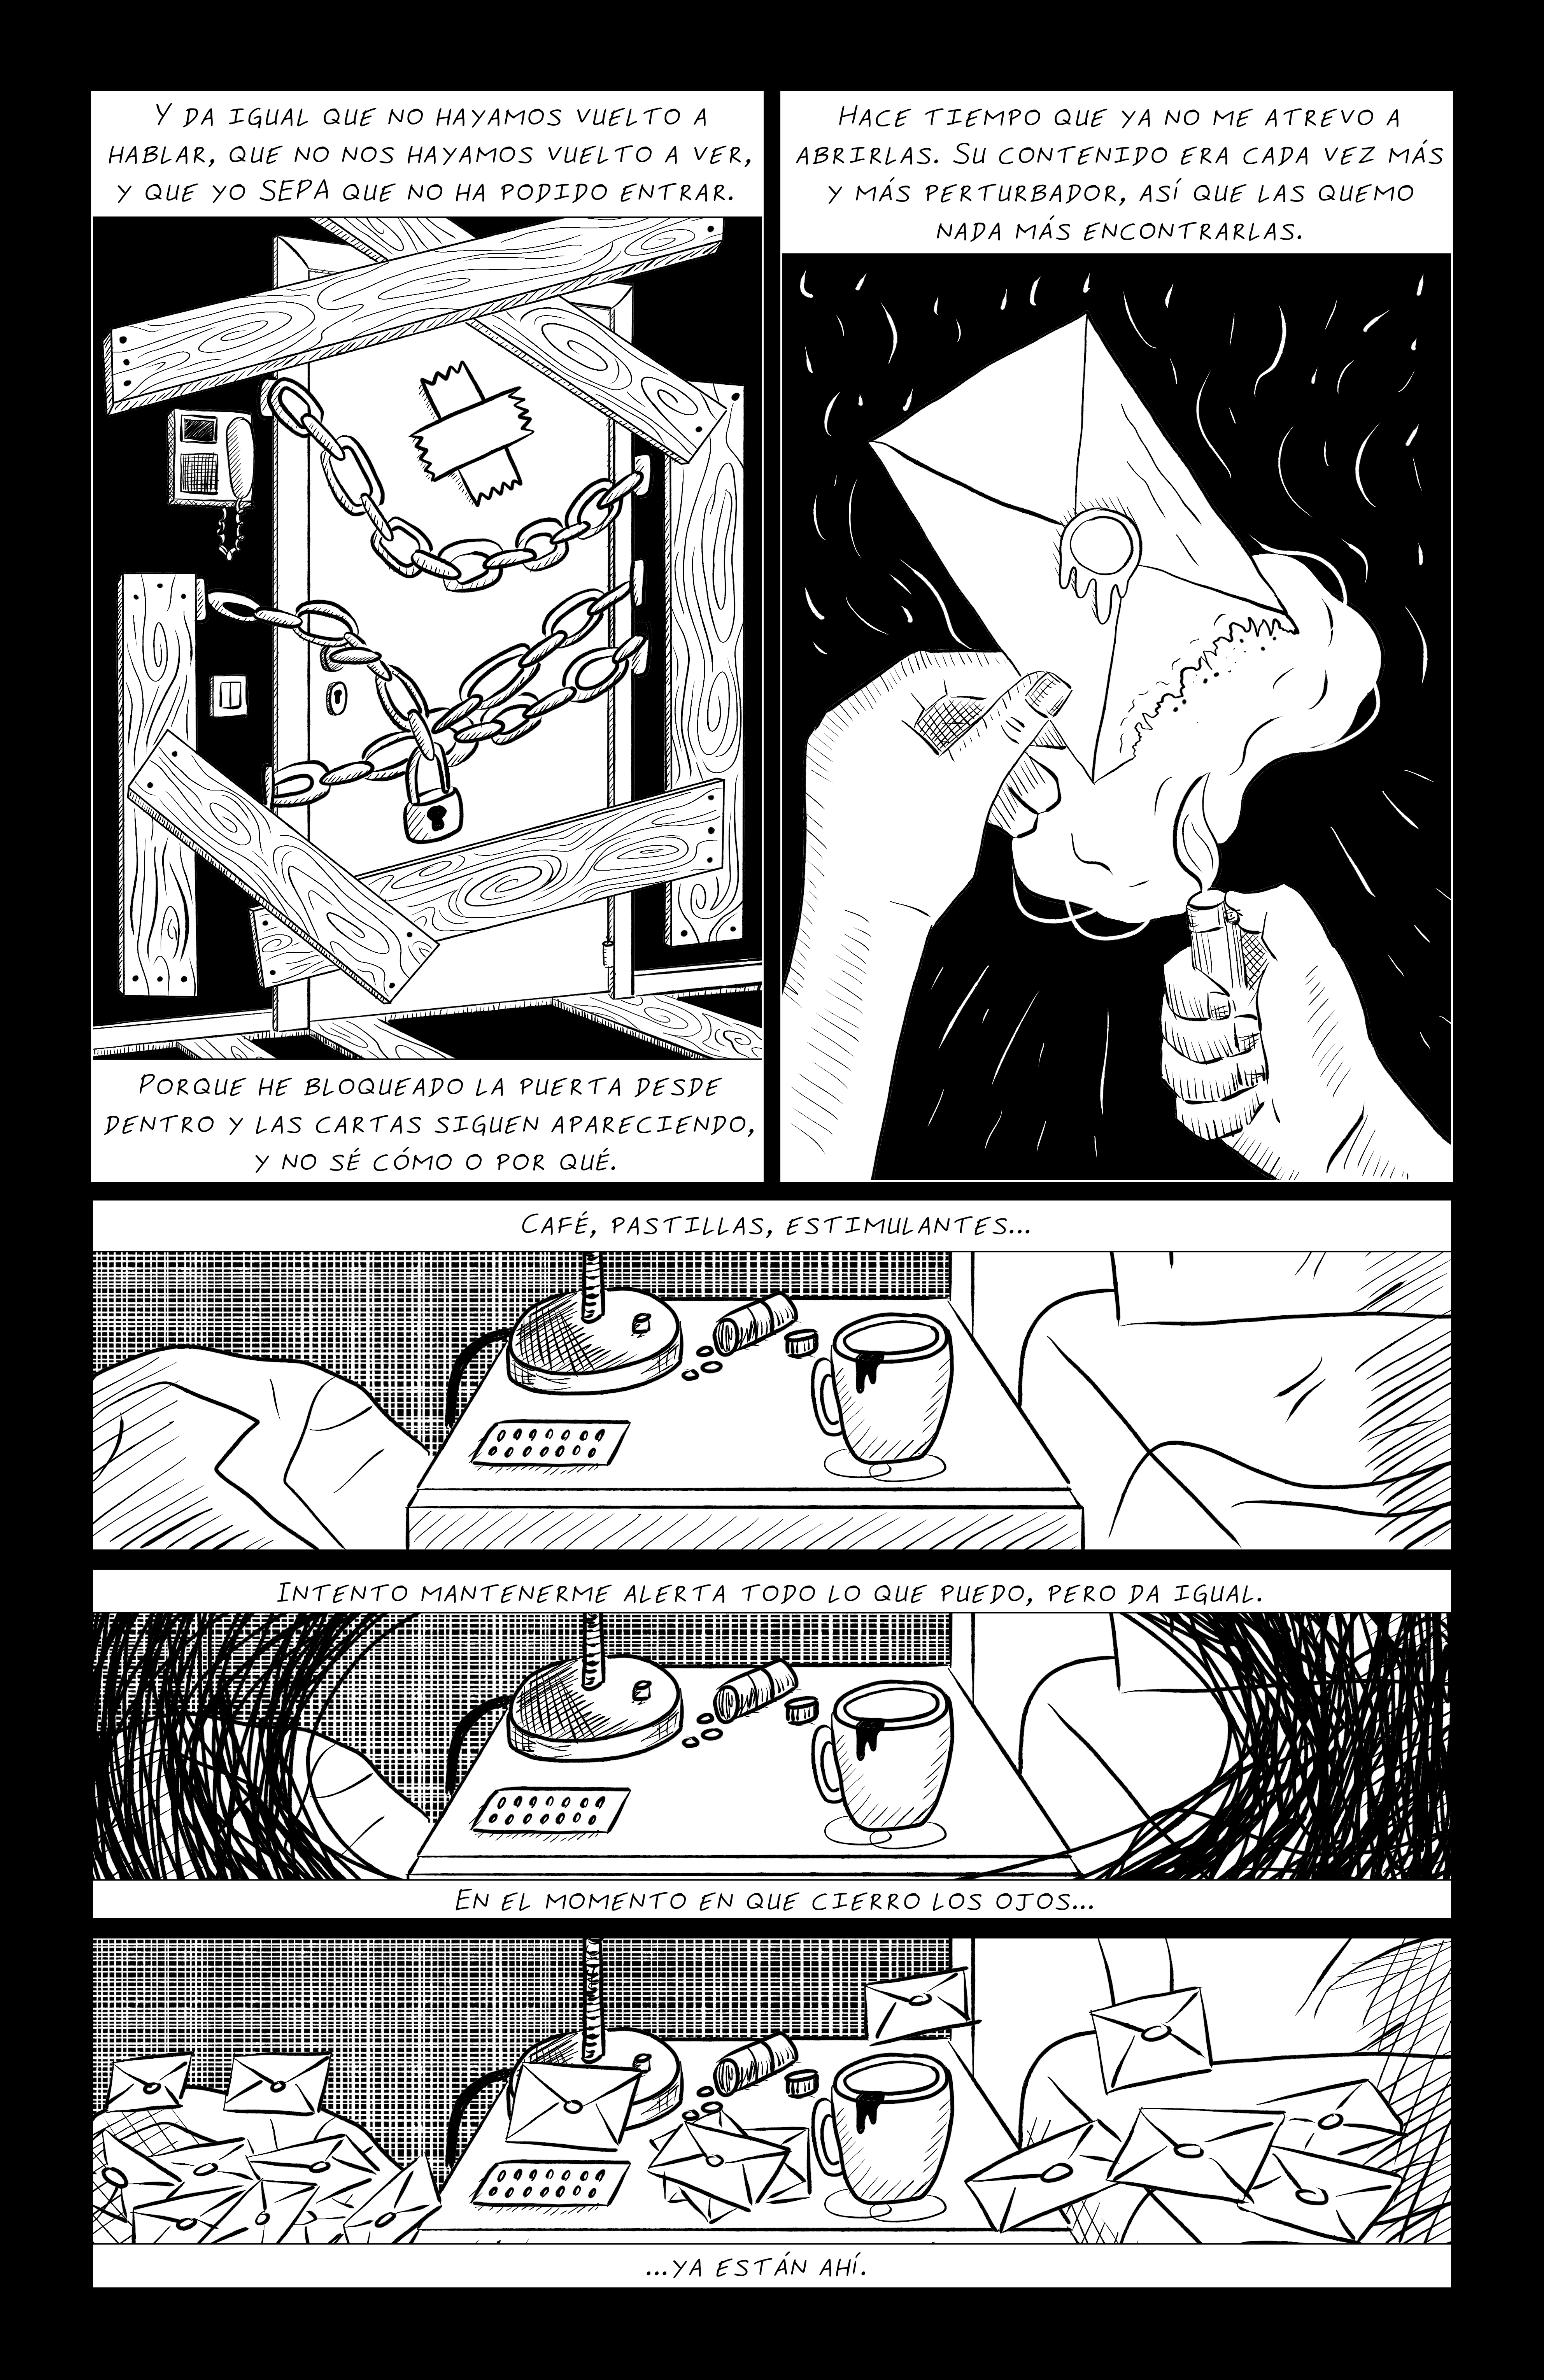 Y DA IGUAL QUE NO HAYAMOS VUELTO A
HABLAR, QUE NO NOS HAYAMOS VUELTO A VER,
Y QUE YO SEPA QUE NO HA PODIDO ENTRAR.
PORQUE HE BLOQUEADO LA PUERTA DESDE
DENTRO Y LAS CARTAS SIGUEN APARECIENDO,
Y NO SÉ CÓMO O POR QUÉ.
HACE TIEMPO QUE YA NO ME ATREVO A
ABRIRLAS. SU CONTENIDO ERA CADA VEZ MÁS
Y MÁS PERTURBADOR, ASÍ QUE LAS QUEMO
NADA MÁS ENCONTRARLAS.
CAFÉ, PASTILLAS, ESTIMULANTES...
INTENTO MANTENERME ALERTA TODO LO QUE PUEDO, PERO DA IGUAL.
EN EL MOMENTO EN QUE CIERRO LOS OJOS...
...YA ESTÁN AHÍ.